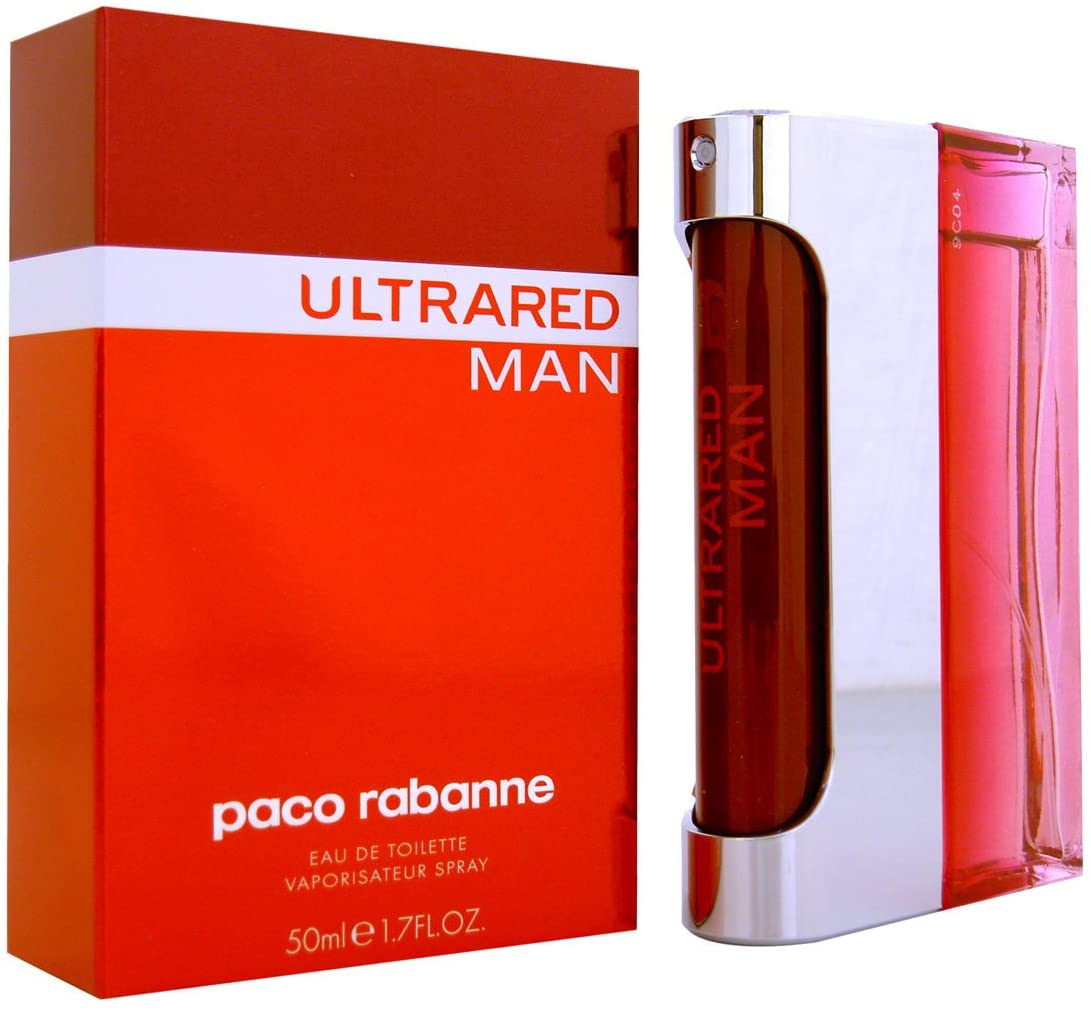 ULTRARED
MAN
paco rabanne
EAU DE TOILETTE
VAPORISATEUR SPRAY
50ml e 1.7FL.OZ.
ULTRARED
MAN
9C04